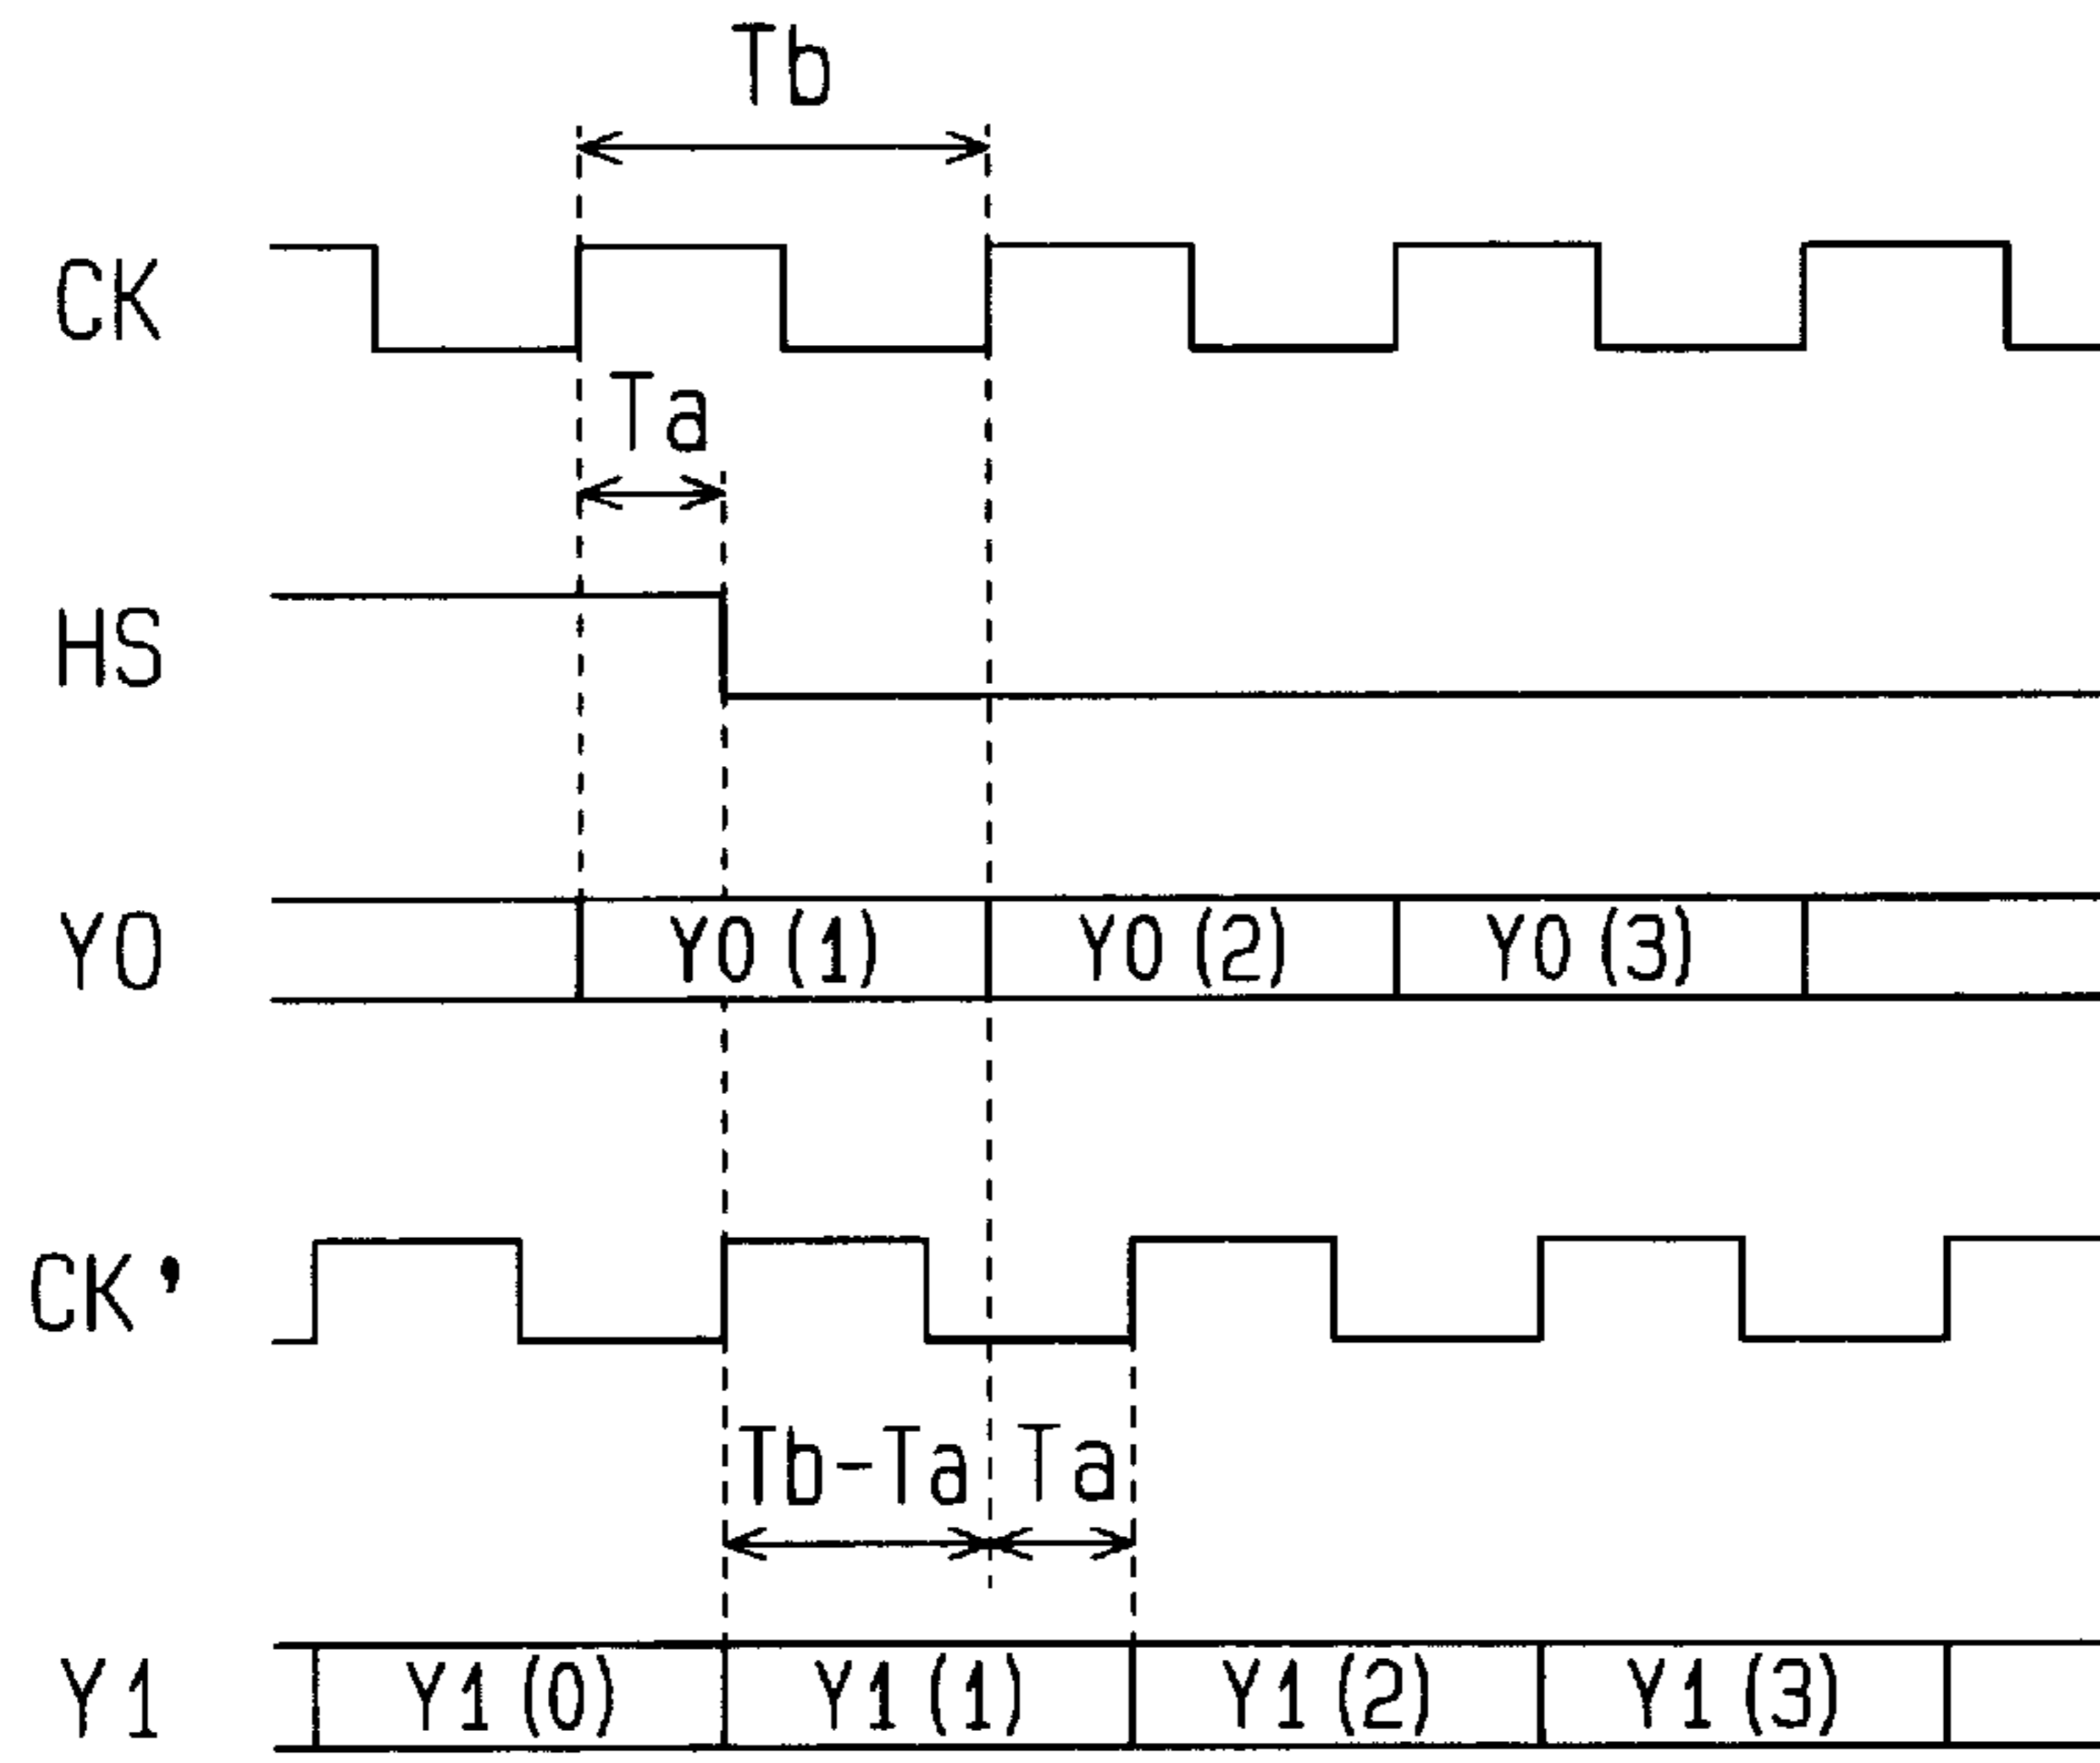 Tb
CK
Ta
HS
Y0 Y0(1) Y0(2) Y0(3)
CK'
Tb-Ta Ta
Y1 Y1(0) Y1(1) Y1(2) Y1(3)